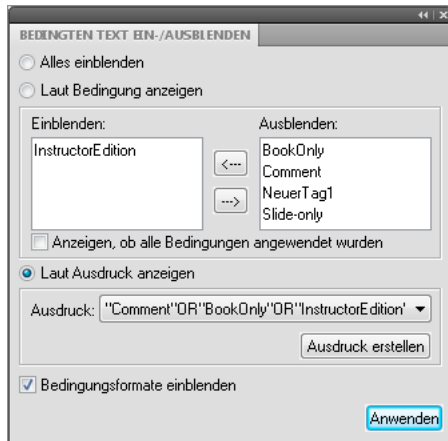 BEDINGTEN TEXT EIN-/AUSBLENDEN
Alles einblenden
Laut Bedingung anzeigen
Einblenden:
Ausblenden:
InstructorEdition
<---
--->
BookOnly
Comment
NeuerTag1
Slide-only
Anzeigen, ob alle Bedingungen angewendet wurden
Laut Ausdruck anzeigen
Ausdruck: "Comment"OR"BookOnly"OR"InstructorEdition"
Ausdruck erstellen
Bedingungsformate einblenden
Anwenden